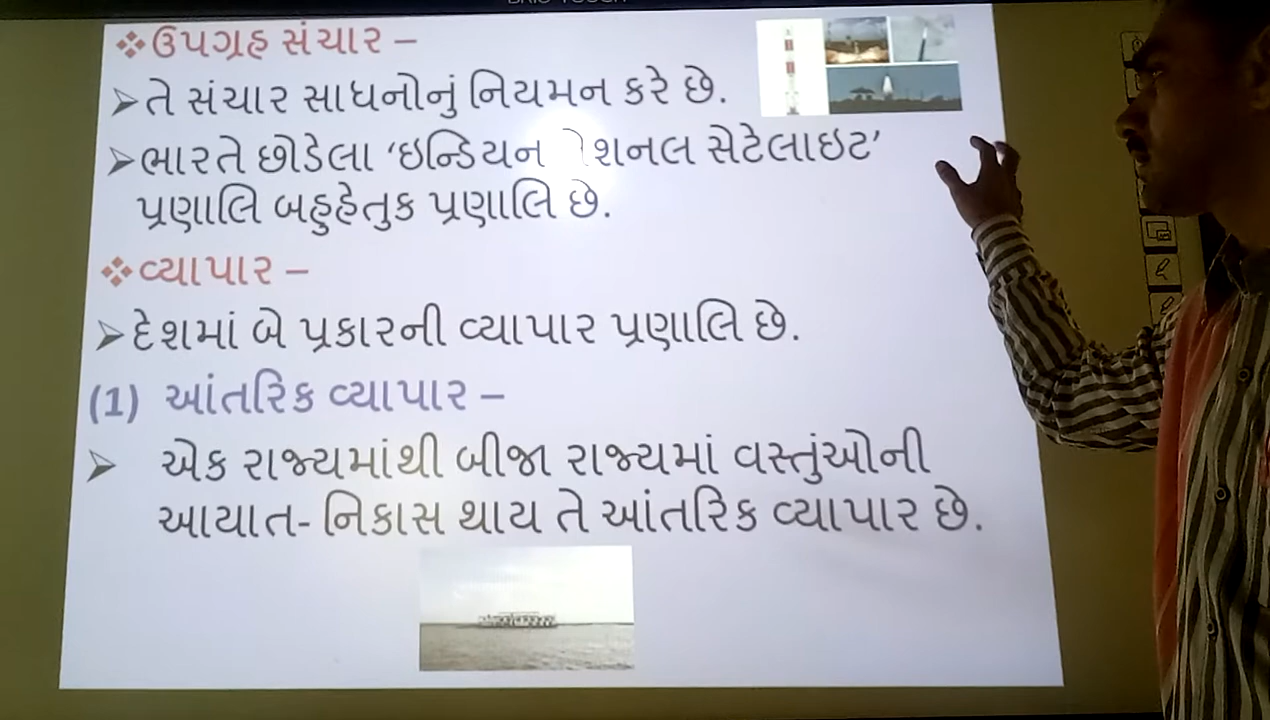 ❖ઉપગ્રહ સંચાર –
➢તે સંચાર સાધનોનું નિયમન કરે છે.
➢ભારતે છોડેલા ‘ઇન્ડિયન સેટેલાઇટ’
પ્રણાલિ બહુહેતુક પ્રણાલિ છે.
❖વ્યાપાર –
➢દેશમાં બે પ્રકારની વ્યાપાર પ્રણાલિ છે.
(1) આંતરિક વ્યાપાર –
➢ એક રાજ્યમાંથી બીજા રાજ્યમાં વસ્તુંઓની
આયાત- નિકાસ થાય તે આંતરિક વ્યાપાર છે.